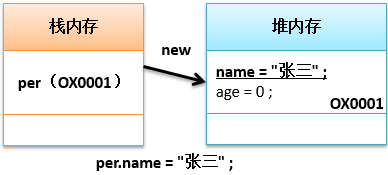 栈内存
堆内存
new
per（OX0001）
name = "张三" ;
age = 0 ;
OX0001
per.name = "张三" ;